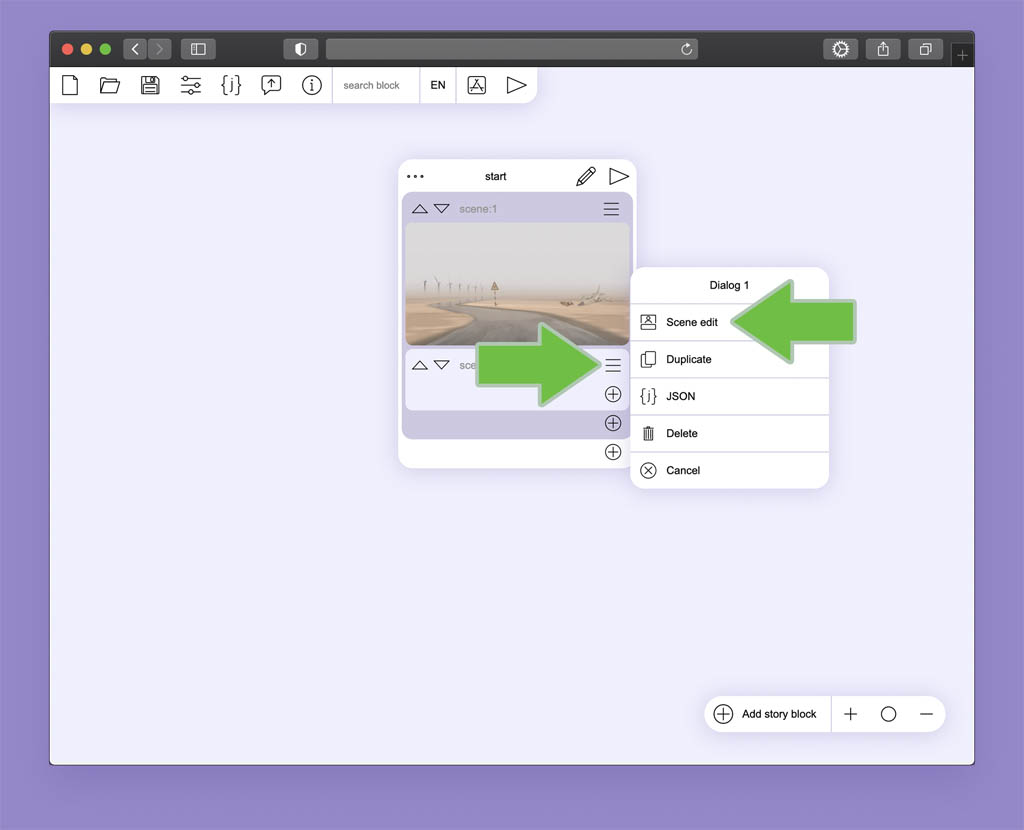 search block
EN
start
scene:1
Dialog 1
Scene edit
sce
Duplicate
{j} JSON
Delete
Cancel
Add story block